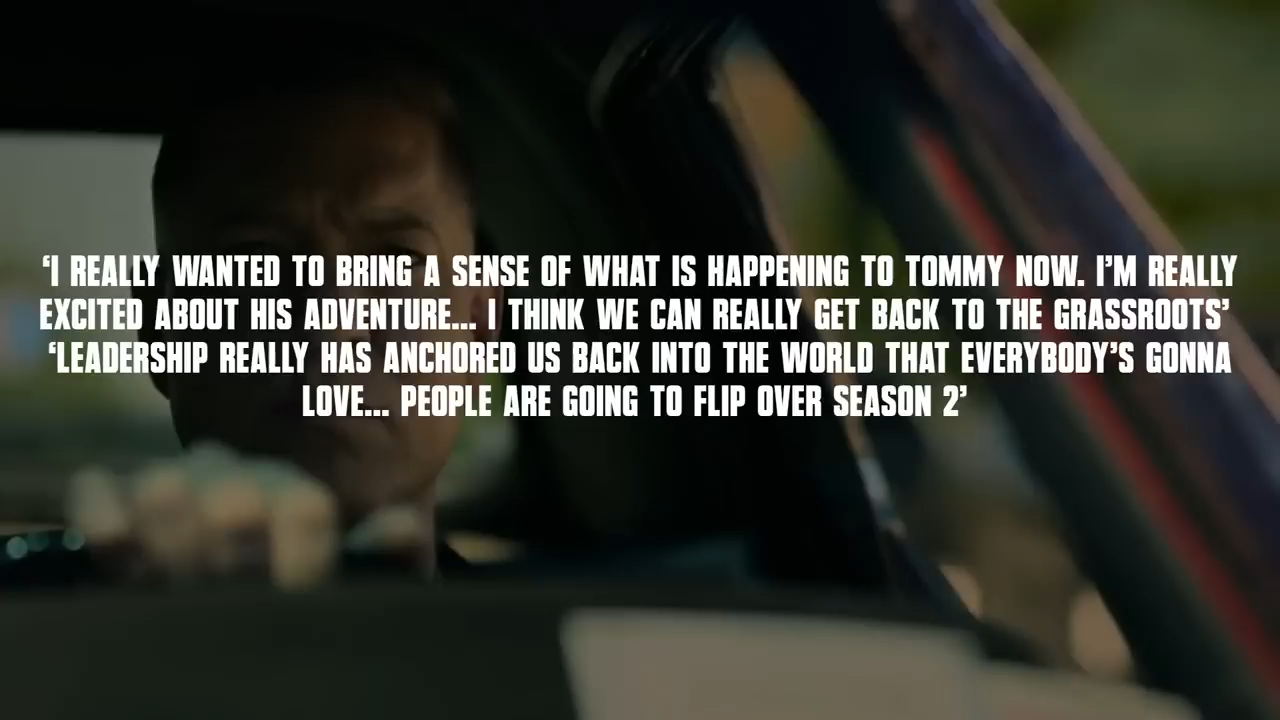 ‘I REALLY WANTED TO BRING A SENSE OF WHAT IS HAPPENING TO TOMMY NOW. I’M REALLY
EXCITED ABOUT HIS ADVENTURE... I THINK WE CAN REALLY GET BACK TO THE GRASSROOTS’
‘LEADERSHIP REALLY HAS ANCHORED US BACK INTO THE WORLD THAT EVERYBODY’S GONNA
LOVE... PEOPLE ARE GOING TO FLIP OVER SEASON 2’